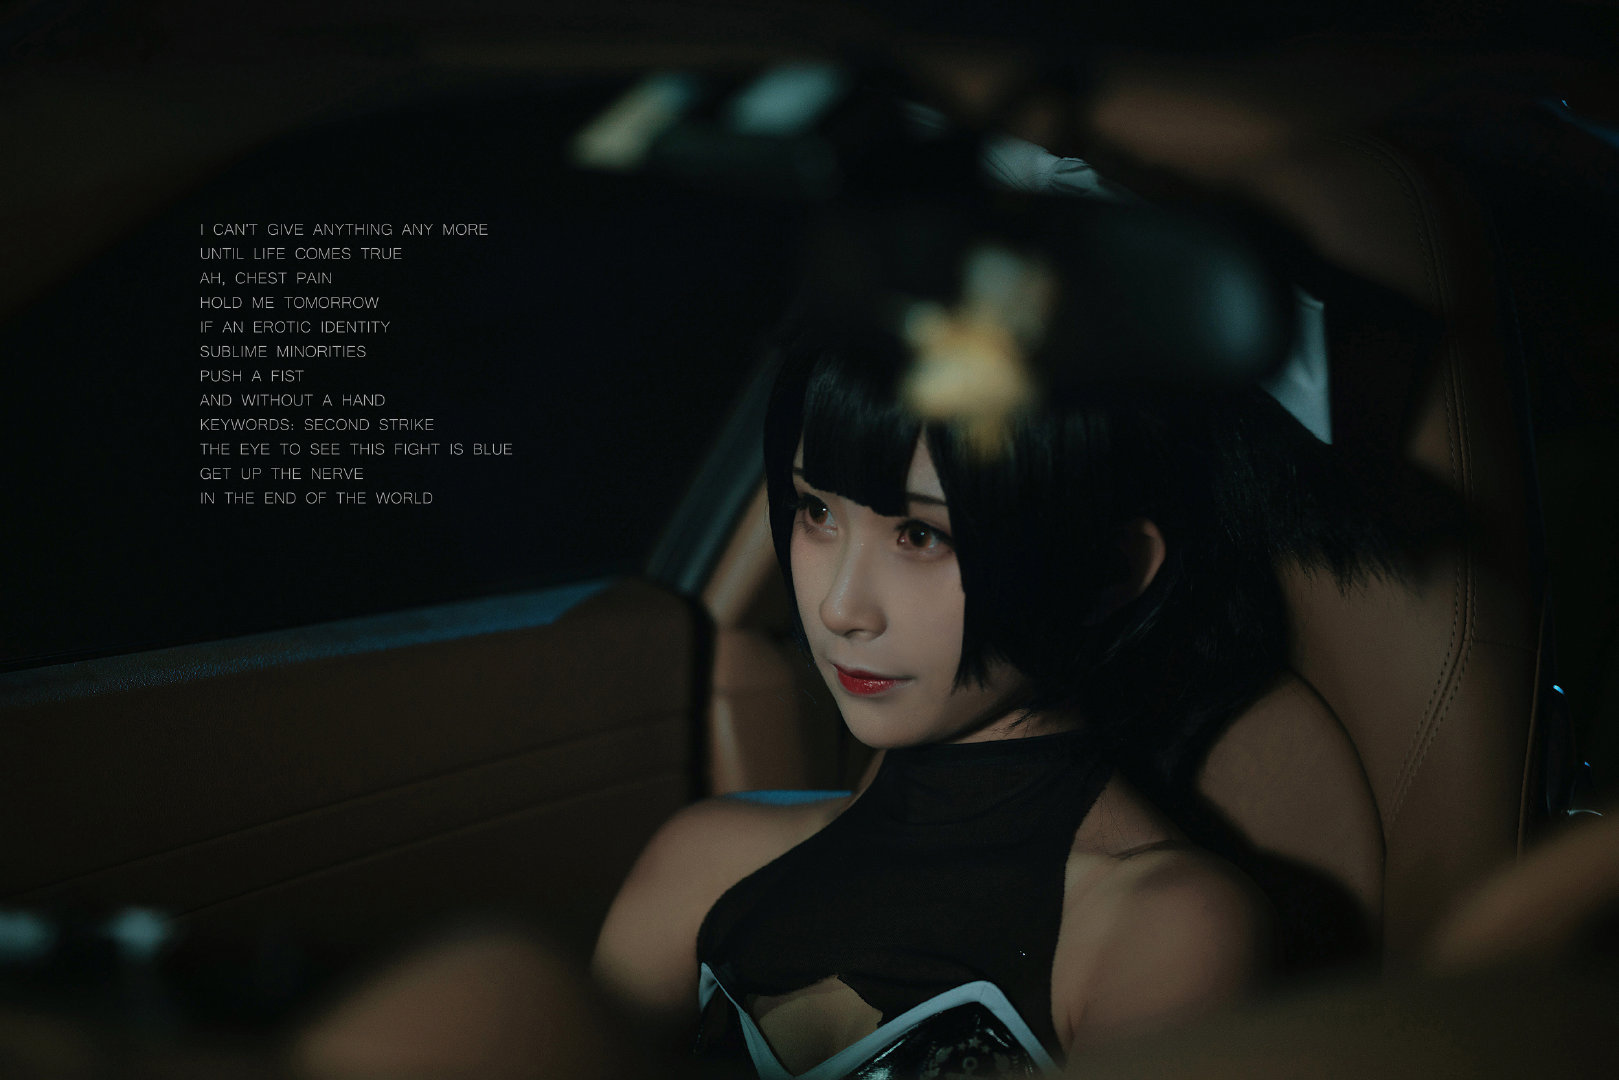 I CAN'T GIVE ANYTHING ANY MORE
UNTIL LIFE COMES TRUE
AH, CHEST PAIN
HOLD ME TOMORROW
IF AN EROTIC IDENTITY
SUBLIME MINORITIES
PUSH A FIST
AND WITHOUT A HAND
KEYWORDS: SECOND STRIKE
THE EYE TO SEE THIS FIGHT IS BLUE
GET UP THE NERVE
IN THE END OF THE WORLD